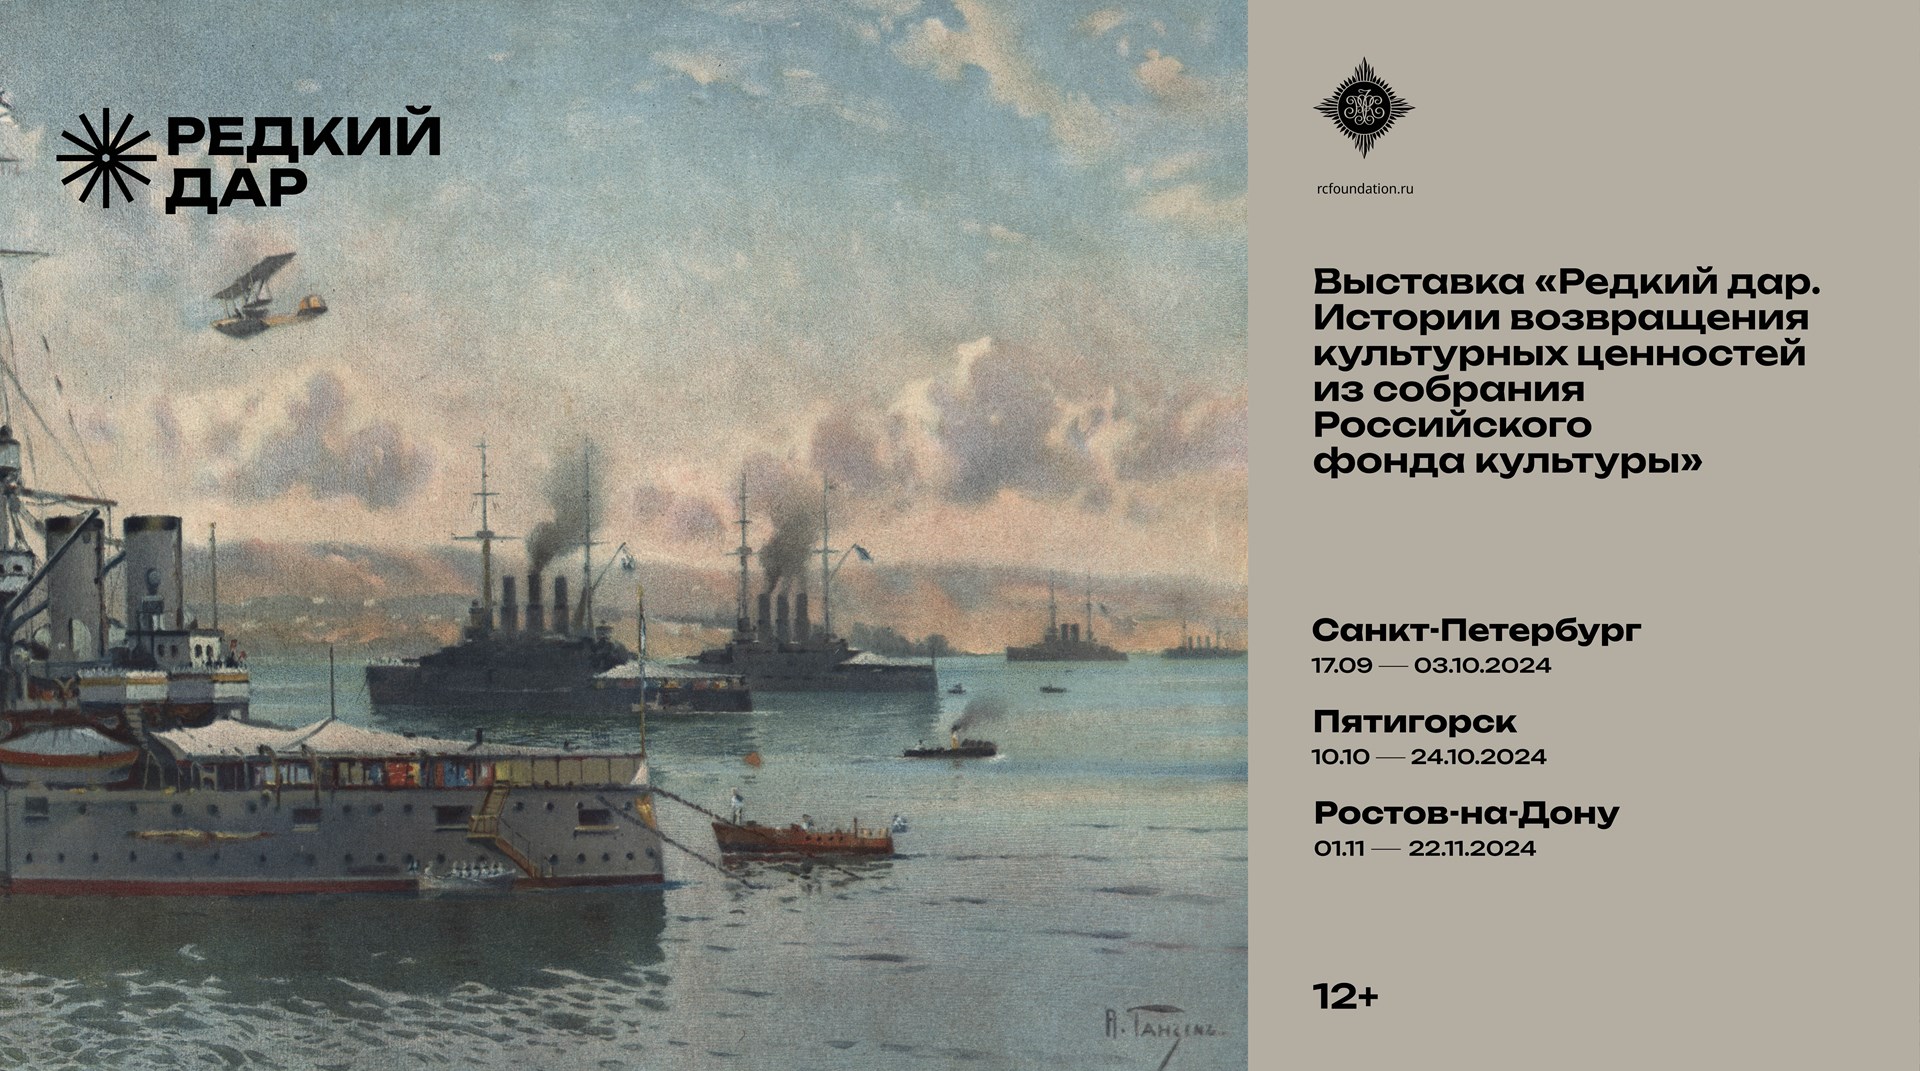 РЕДКИЙ
ДАР
А. Ганзенъ.
rcfoundation.ru
Выставка «Редкий дар.
Истории возвращения
культурных ценностей
из собрания
Российского
фонда культуры»
Санкт-Петербург
17.09 — 03.10.2024
Пятигорск
10.10 — 24.10.2024
Ростов-на-Дону
01.11 — 22.11.2024
12+